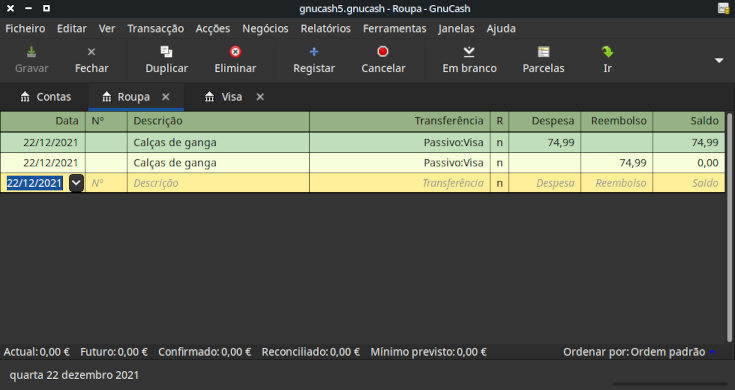 gnucash5.gnucash - Roupa - GnuCash
Ficheiro Editar Ver Transacção Acções Negócios Relatórios Ferramentas Janelas Ajuda
Gravar Fechar Duplicar Eliminar Registar Cancelar Em branco Parcelas Ir
Contas Roupa Visa
Data Nº Descrição Transferência R Despesa Reembolso Saldo
22/12/2021 Calças de ganga Passivo:Visa n 74,99 74,99
22/12/2021 Calças de ganga Passivo:Visa n 74,99 0,00
22/12/2021 Nº Descrição Transferência n Despesa Reembolso Saldo
Actual: 0,00 € Futuro: 0,00 € Confirmado: 0,00 € Reconciliado: 0,00 € Mínimo previsto: 0,00 € Ordenar por: Ordem padrão
quarta 22 dezembro 2021